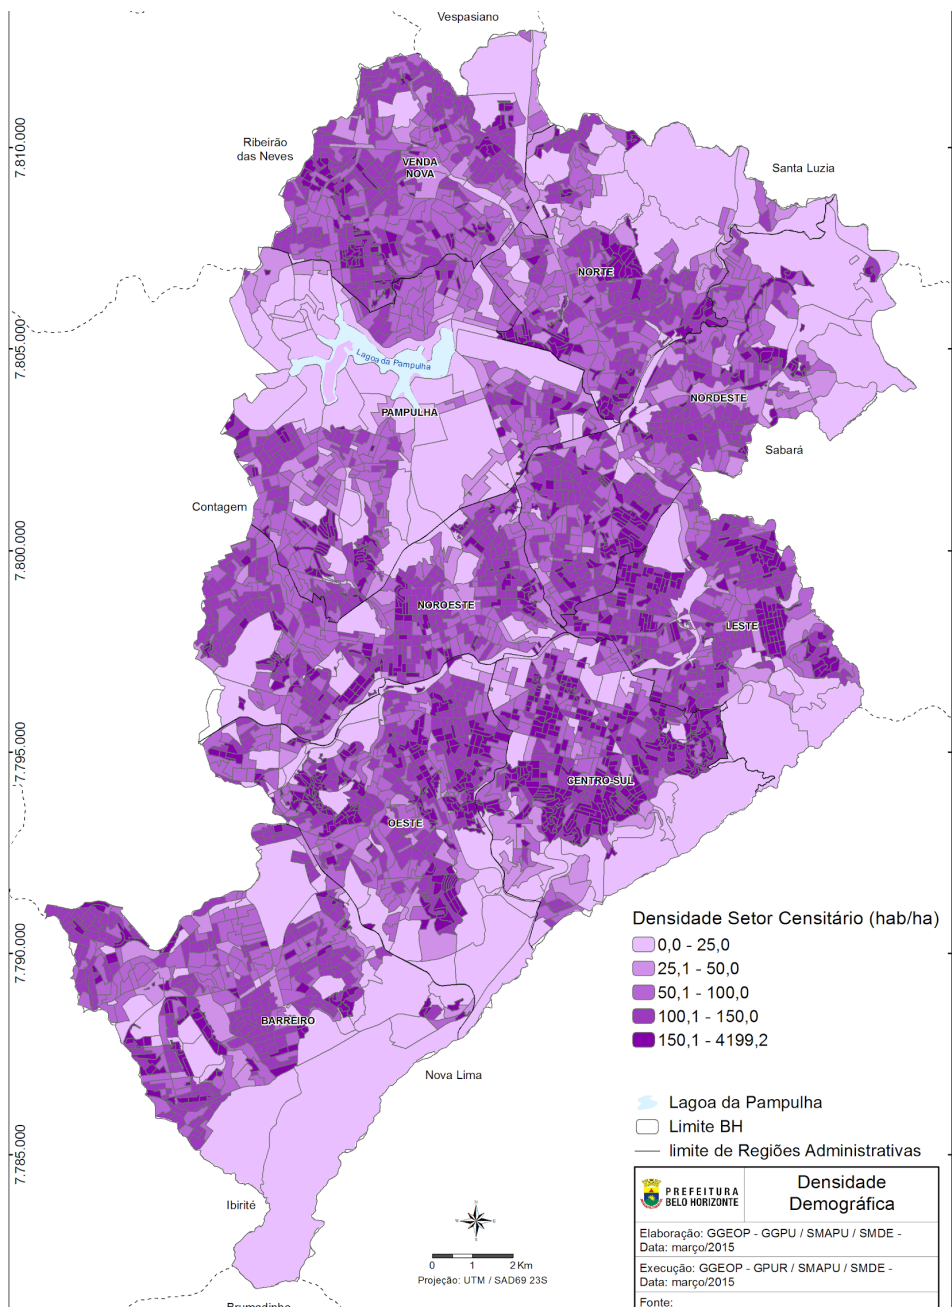 Vespasiano
7.810.000
Ribeirão
das Neves
VENDA
NOVA
Santa Luzia
NORTE
7.805.000
Lagoa da Pampulha
PAMPULHA
NORDESTE
Sabará
Contagem
7.800.000
NOROESTE
LESTE
7.795.000
CENTRO-SUL
OESTE
Densidade Setor Censitário (hab/ha)
0,0 - 25,0
25,1 - 50,0
50,1 - 100,0
100,1 - 150,0
150,1 - 4199,2
7.790.000
BARREIRO
Nova Lima
Lagoa da Pampulha
Limite BH
limite de Regiões Administrativas
7.785.000
Ibirité
PREFEITURA
BELO HORIZONTE
Densidade
Demográfica
Elaboração: GGEOP - GGPU / SMAPU / SMDE -
Data: março/2015
Execução: GGEOP - GPUR / SMAPU / SMDE -
Data: março/2015
Fonte:
N
W E
S
0 1 2 Km
Projeção: UTM / SAD69 23S
Brumadinho